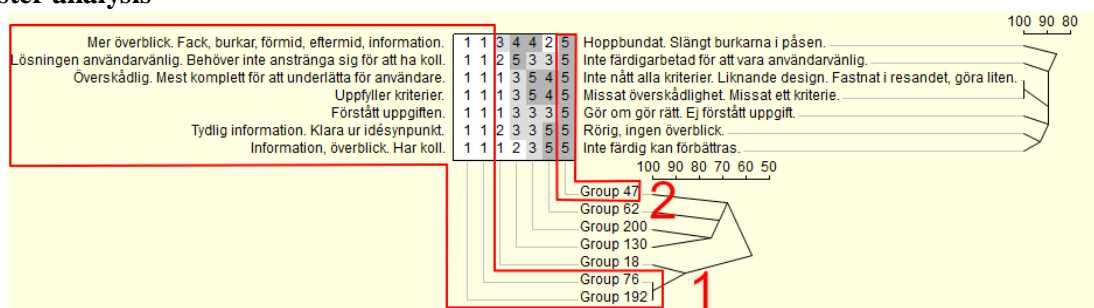 100 90 80
Mer överblick. Fack, burkar, förmid, eftermid, information. 1 1 3 4 4 2 5 Hoppbundat. Slängt burkarna i påsen.
Lösningen användarvänlig. Behöver inte anstränga sig för att ha koll. 1 1 2 5 3 3 5 Inte färdigarbetad för att vara användarvänlig.
Överskådlig. Mest komplett för att underlätta för användare. 1 1 1 3 5 4 5 Inte nått alla kriterier. Liknande design. Fastnat i resandet, göra liten.
Uppfyller kriterier. 1 1 1 3 5 4 5 Missat överskådlighet. Missat ett kriterie.
Förstått uppgiften. 1 1 1 3 3 3 5 Gör om gör rätt. Ej förstått uppgift.
Tydlig information. Klara ur idésynpunkt. 1 1 2 3 3 5 5 Rörig, ingen överblick.
Information, överblick. Har koll. 1 1 1 2 3 5 5 Inte färdig kan förbättras.
100 90 80 70 60 50
Group 47 2
Group 62
Group 200
Group 130
Group 18
Group 76
Group 192 1